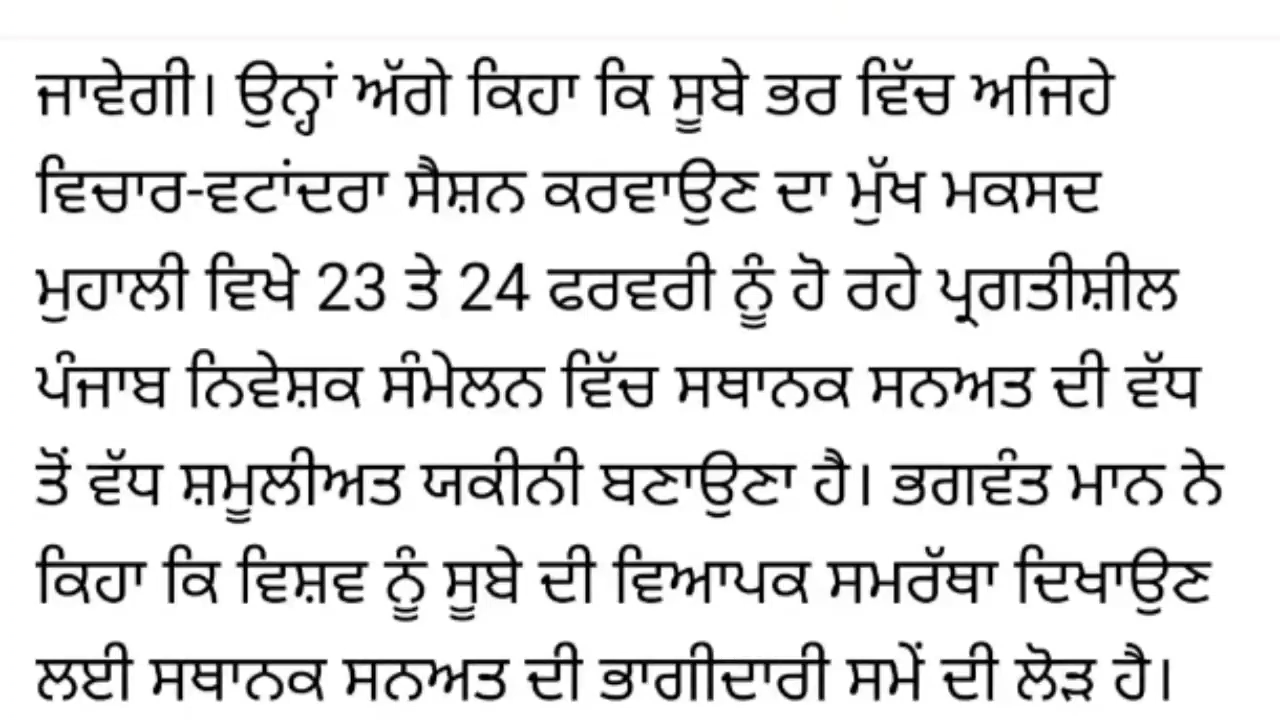 ਜਾਵੇਗੀ। ਉਨ੍ਹਾਂ ਅੱਗੇ ਕਿਹਾ ਕਿ ਸੂਬੇ ਭਰ ਵਿੱਚ ਅਜਿਹੇ
ਵਿਚਾਰ-ਵਟਾਂਦਰਾ ਸੈਸ਼ਨ ਕਰਵਾਉਣ ਦਾ ਮੁੱਖ ਮਕਸਦ
ਮੁਹਾਲੀ ਵਿਖੇ 23 ਤੇ 24 ਫਰਵਰੀ ਨੂੰ ਹੋ ਰਹੇ ਪ੍ਰਗਤੀਸ਼ੀਲ
ਪੰਜਾਬ ਨਿਵੇਸ਼ਕ ਸੰਮੇਲਨ ਵਿੱਚ ਸਥਾਨਕ ਸਨਅਤ ਦੀ ਵੱਧ
ਤੋਂ ਵੱਧ ਸ਼ਮੂਲੀਅਤ ਯਕੀਨੀ ਬਣਾਉਣਾ ਹੈ। ਭਗਵੰਤ ਮਾਨ ਨੇ
ਕਿਹਾ ਕਿ ਵਿਸ਼ਵ ਨੂੰ ਸੂਬੇ ਦੀ ਵਿਆਪਕ ਸਮਰੱਥਾ ਦਿਖਾਉਣ
ਲਈ ਸਥਾਨਕ ਸਨਅਤ ਦੀ ਭਾਗੀਦਾਰੀ ਸਮੇਂ ਦੀ ਲੋੜ ਹੈ।